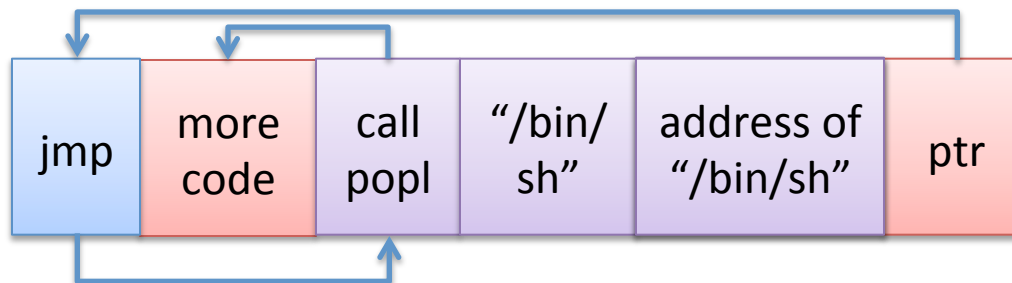 jmp
more
code
call
popl
“/bin/
sh”
address of
“/bin/sh”
ptr